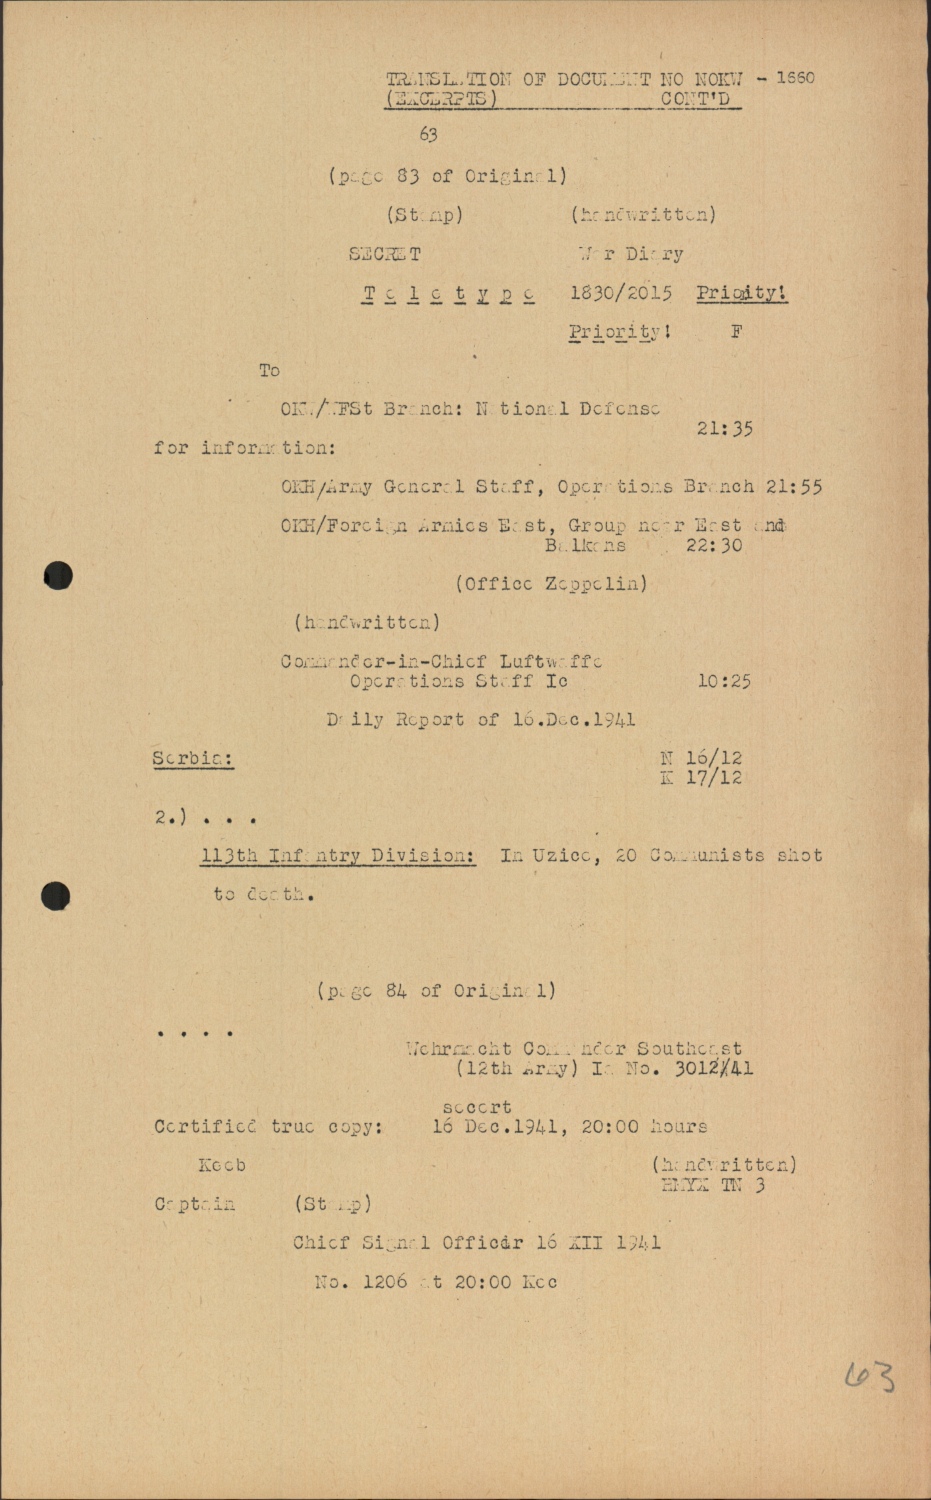 TRANSLATION OF DOCUMENT NO NOKW - 1660
(EXCERPTS) CONT'D
63
(page 83 of Original)
(Stamp) (handwritten)
SECRET War Diary
T e l e t y p e 1830/2015 Priority!
Priority! F
To
OKW/WFSt Branch: National Defense
21:35
for information:
OKH/Army General Staff, Operations Branch 21:55
OKH/Foreign Armies East, Group near East and
Balkans 22:30
(Office Zeppelin)
(handwritten)
Commander-in-Chief Luftwaffe
Operations Staff Ic 10:25
Daily Report of 16.Dec.1941
Serbia: N 16/12
K 17/12
2.) . . .
113th Infantry Division: In Uzice, 20 Communists shot
to death.
(page 84 of Original)
. . . .
Wehrmacht Commander Southeast
(12th Army) Ia No. 3012/41
secert
Certified true copy: 16 Dec.1941, 20:00 hours
Keeb (handwritten)
EMYX TN 3
Captain (Stamp)
Chief Signal Officer 16 XII 1941
No. 1206 at 20:00 Kee
63